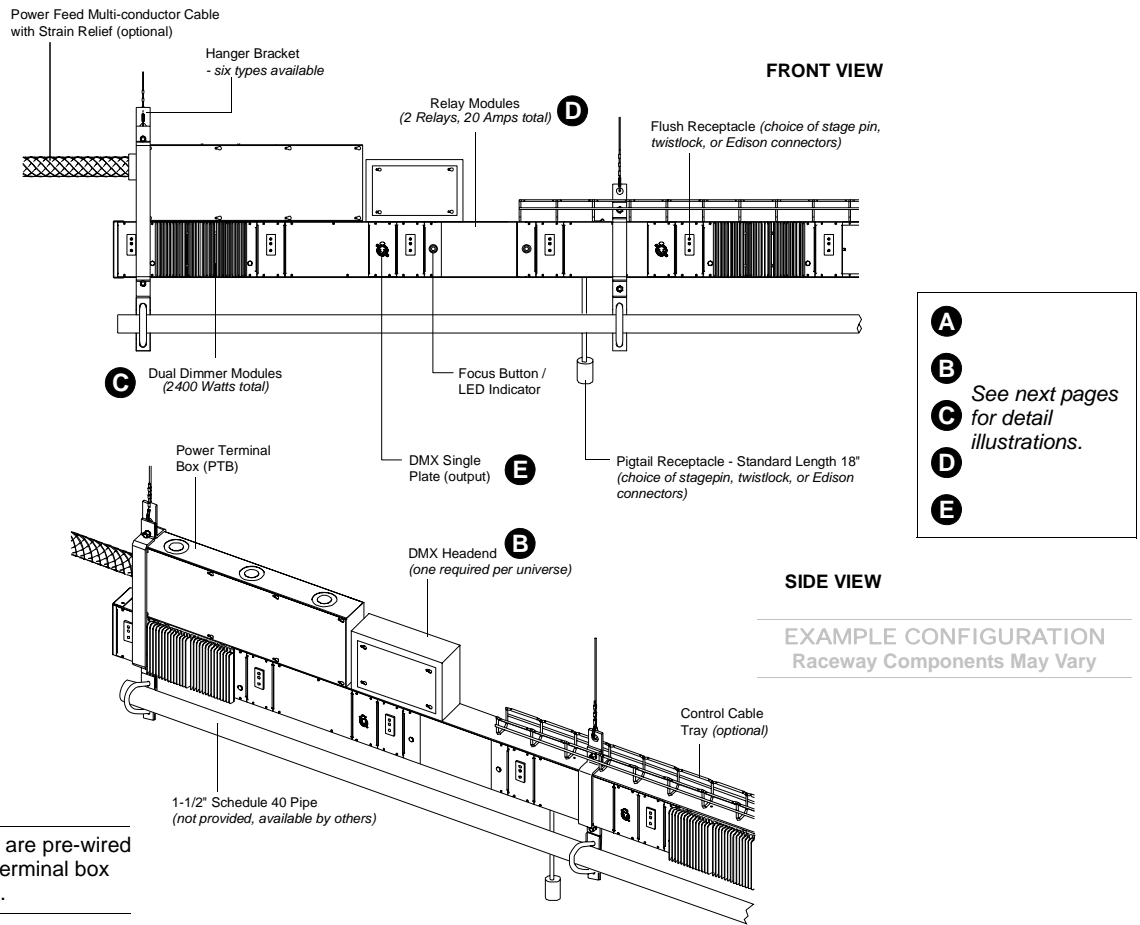 Power Feed Multi-conductor Cable
with Strain Relief (optional)
Hanger Bracket
- six types available
FRONT VIEW
Relay Modules
(2 Relays, 20 Amps total)
D
Flush Receptacle (choice of stage pin,
twistlock, or Edison connectors)
C
Dual Dimmer Modules
(2400 Watts total)
Focus Button /
LED Indicator
DMX Single
Plate (output)
E
Pigtail Receptacle - Standard Length 18"
(choice of stagepin, twistlock, or Edison
connectors)
A
B
C
D
E
See next pages
for detail
illustrations.
Power Terminal
Box (PTB)
DMX Headend
(one required per universe)
B
SIDE VIEW
EXAMPLE CONFIGURATION
Raceway Components May Vary
Control Cable
Tray (optional)
1-1/2" Schedule 40 Pipe
(not provided, available by others)
are pre-wired
erminal box
.